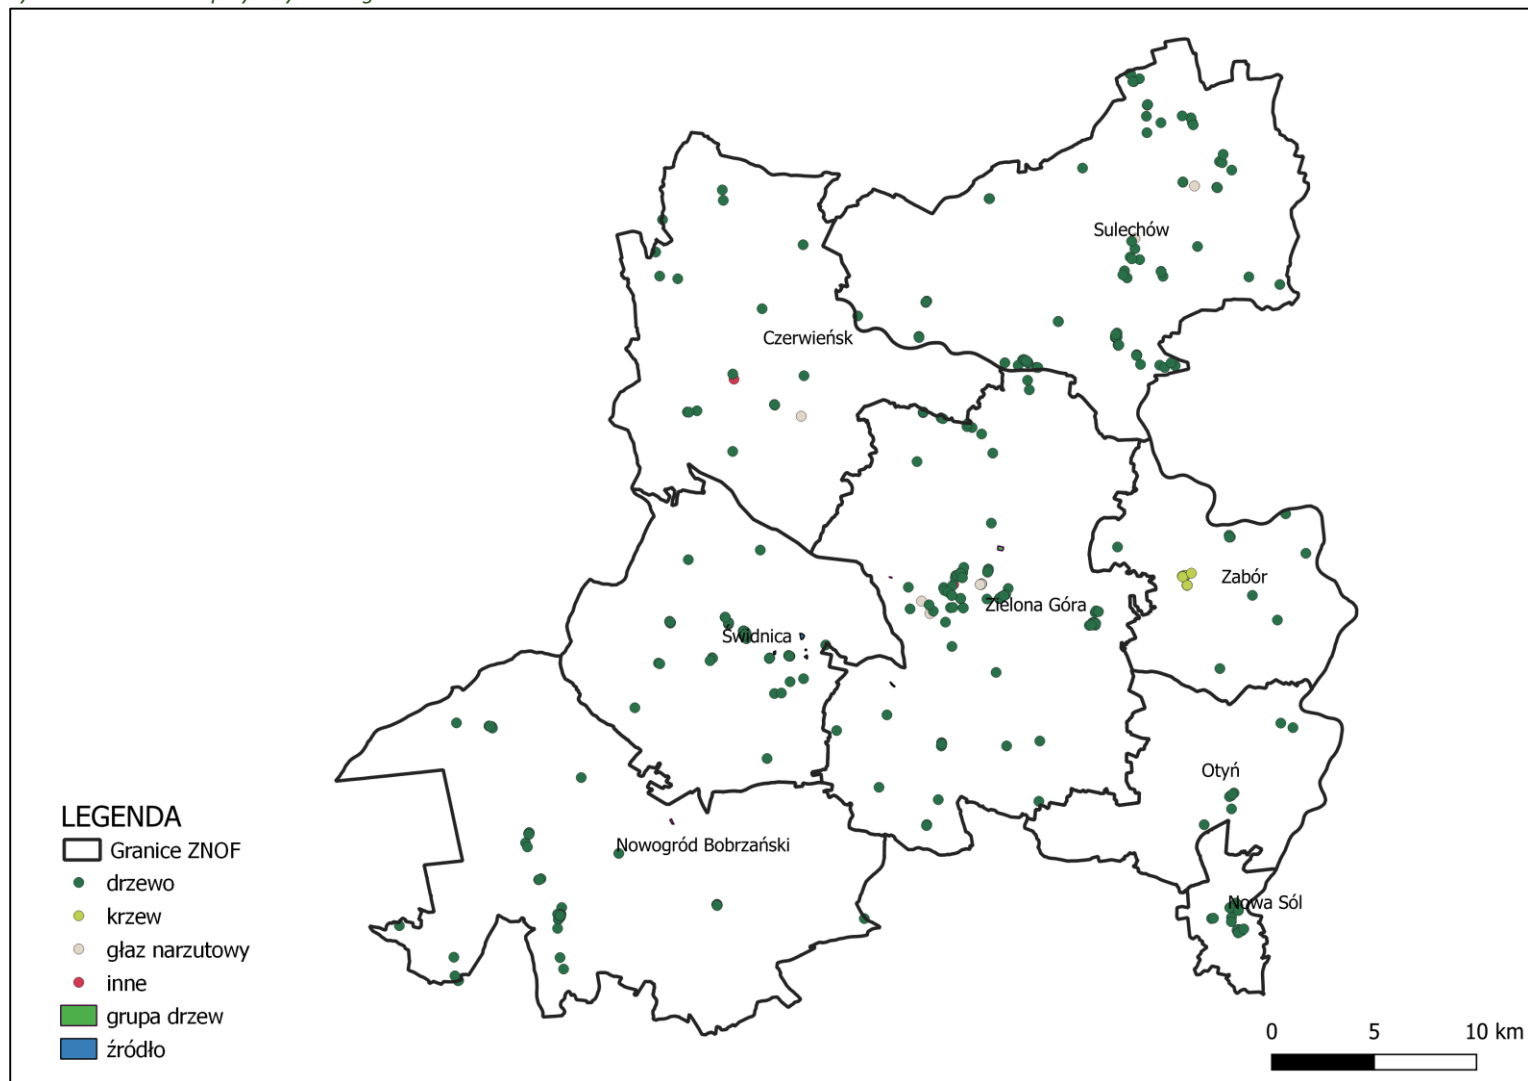 Sulechów
Czerwieńsk
Zabór
Zielona Góra
Świdnica
Otyń
Nowogród Bobrzański
Nowa Sól
LEGENDA
Granice ZNOF
drzewo
krzew
głaz narzutowy
inne
grupa drzew
źródło
0 5 10 km